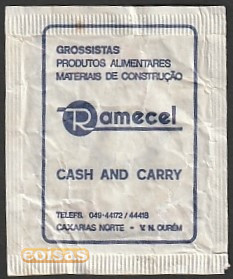 GROSSISTAS
PRODUTOS ALIMENTARES
MATERIAIS DE CONSTRUÇÃO
Ramecel
CASH AND CARRY
TELEFS. 049-44172 / 44418
CAXARIAS NORTE - V. N. OURÉM
coisas